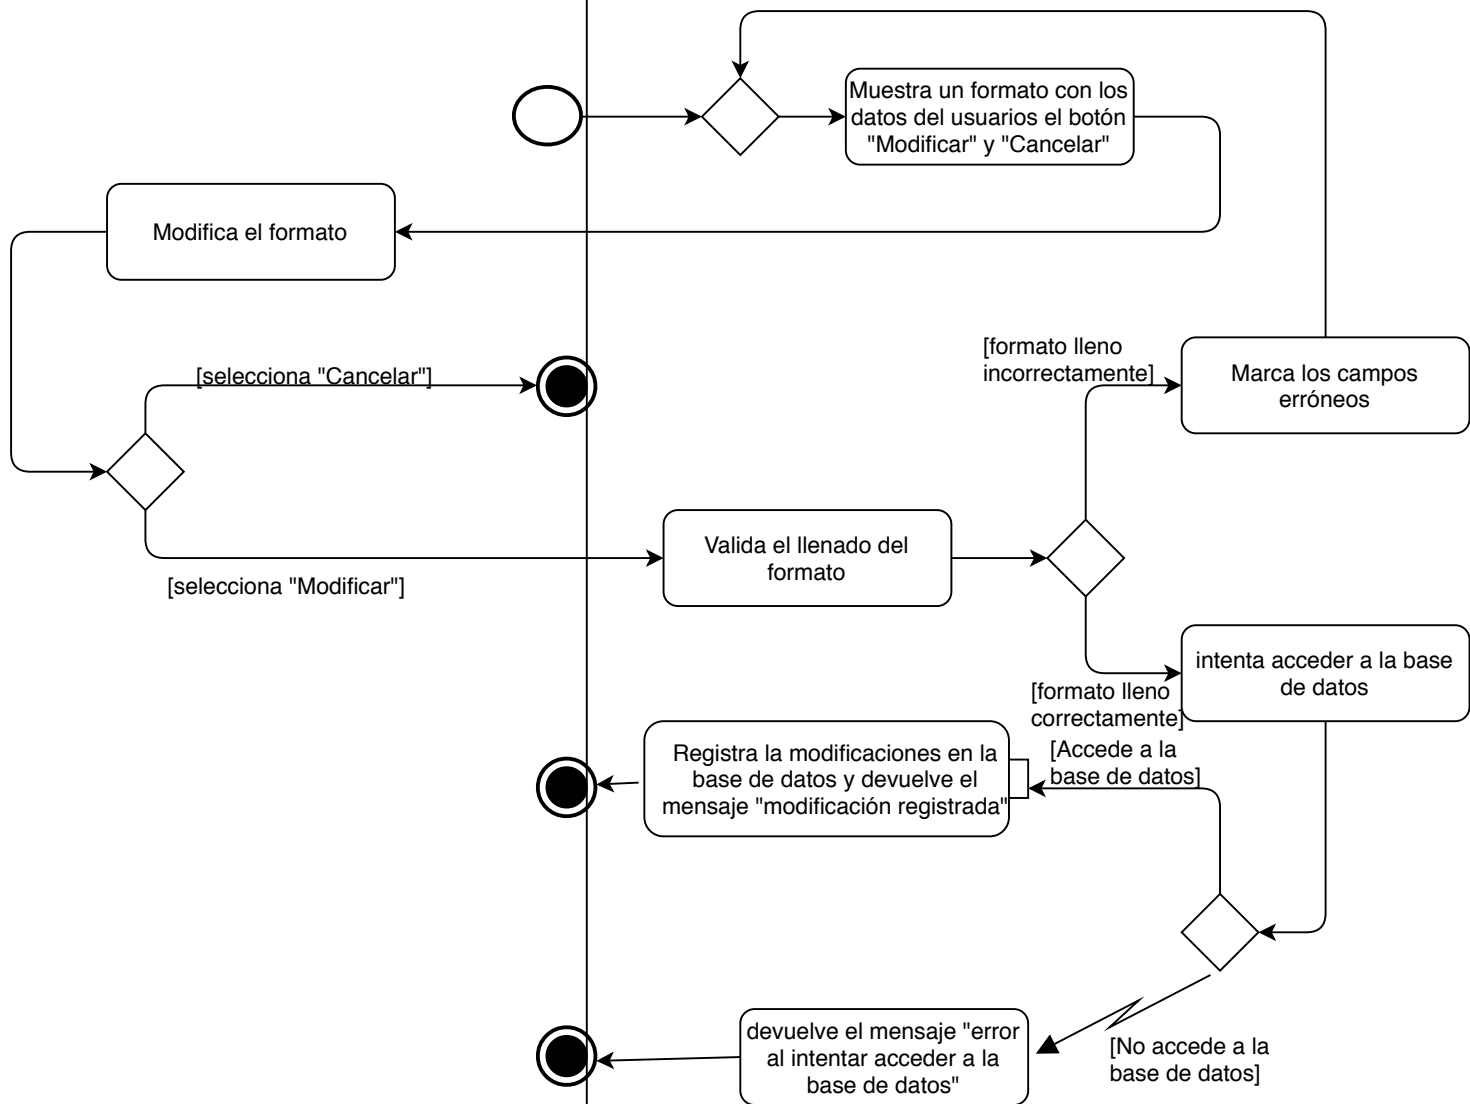 Muestra un formato con los
datos del usuarios el botón
"Modificar" y "Cancelar"
Modifica el formato
[selecciona "Cancelar"]
[formato lleno
incorrectamente]
Marca los campos
erróneos
Valida el llenado del
formato
[selecciona "Modificar"]
intenta acceder a la base
de datos
[formato lleno
correctamente]
Registra la modificaciones en la
base de datos y devuelve el
mensaje "modificación registrada"
[Accede a la
base de datos]
devuelve el mensaje "error
al intentar acceder a la
base de datos"
[No accede a la
base de datos]